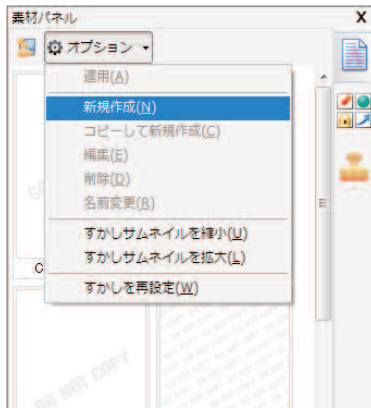 素材パネル X
オプション
適用(A)
新規作成(N)
コピーして新規作成(C)
編集(E)
削除(D)
名前変更(R)
すかしサムネイルを縮小(U)
すかしサムネイルを拡大(L)
すかしを再設定(W)
C
DO NOT COPY